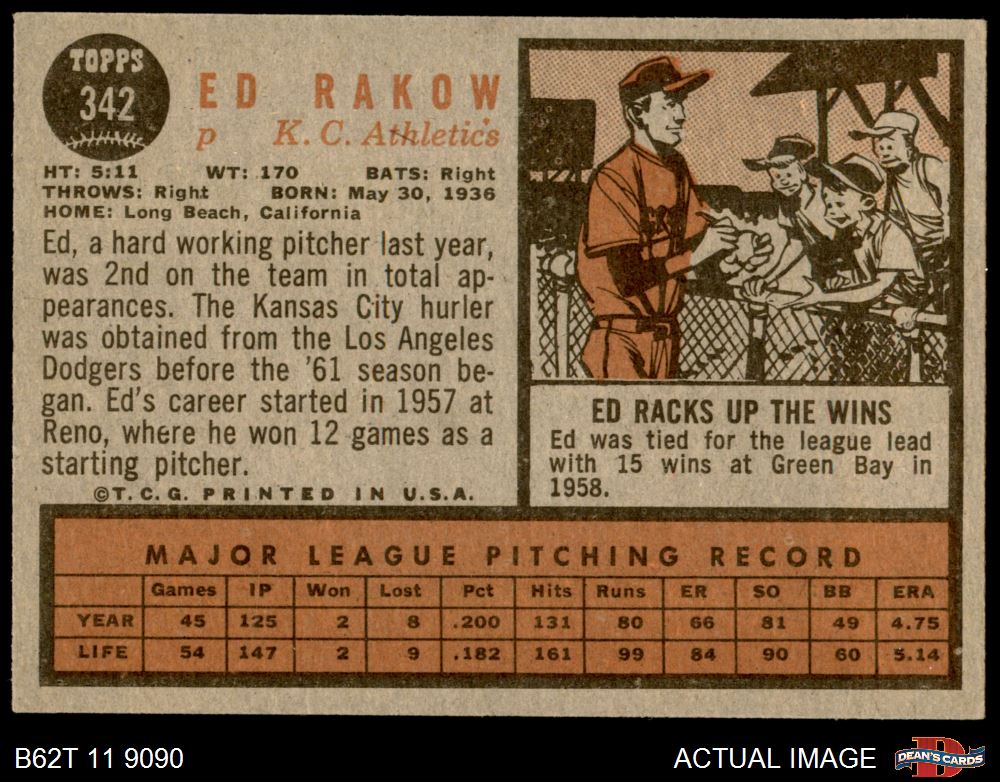 TOPPS
342
ED RAKOW
p K. C. Athletics
HT: 5:11 WT: 170 BATS: Right
THROWS: Right BORN: May 30, 1936
HOME: Long Beach, California
Ed, a hard working pitcher last year,
was 2nd on the team in total ap-
pearances. The Kansas City hurler
was obtained from the Los Angeles
Dodgers before the '61 season be-
gan. Ed's career started in 1957 at
Reno, where he won 12 games as a
starting pitcher.
©T.C.G. PRINTED IN U.S.A.
ED RACKS UP THE WINS
Ed was tied for the league lead
with 15 wins at Green Bay in
1958.
MAJOR LEAGUE PITCHING RECORD
Games IP Won Lost Pct Hits Runs ER SO BB ERA
YEAR 45 125 2 8 .200 131 80 66 81 49 4.75
LIFE 54 147 2 9 .182 161 99 84 90 60 5.14
B62T 11 9090
ACTUAL IMAGE
D
DEAN'S CARDS